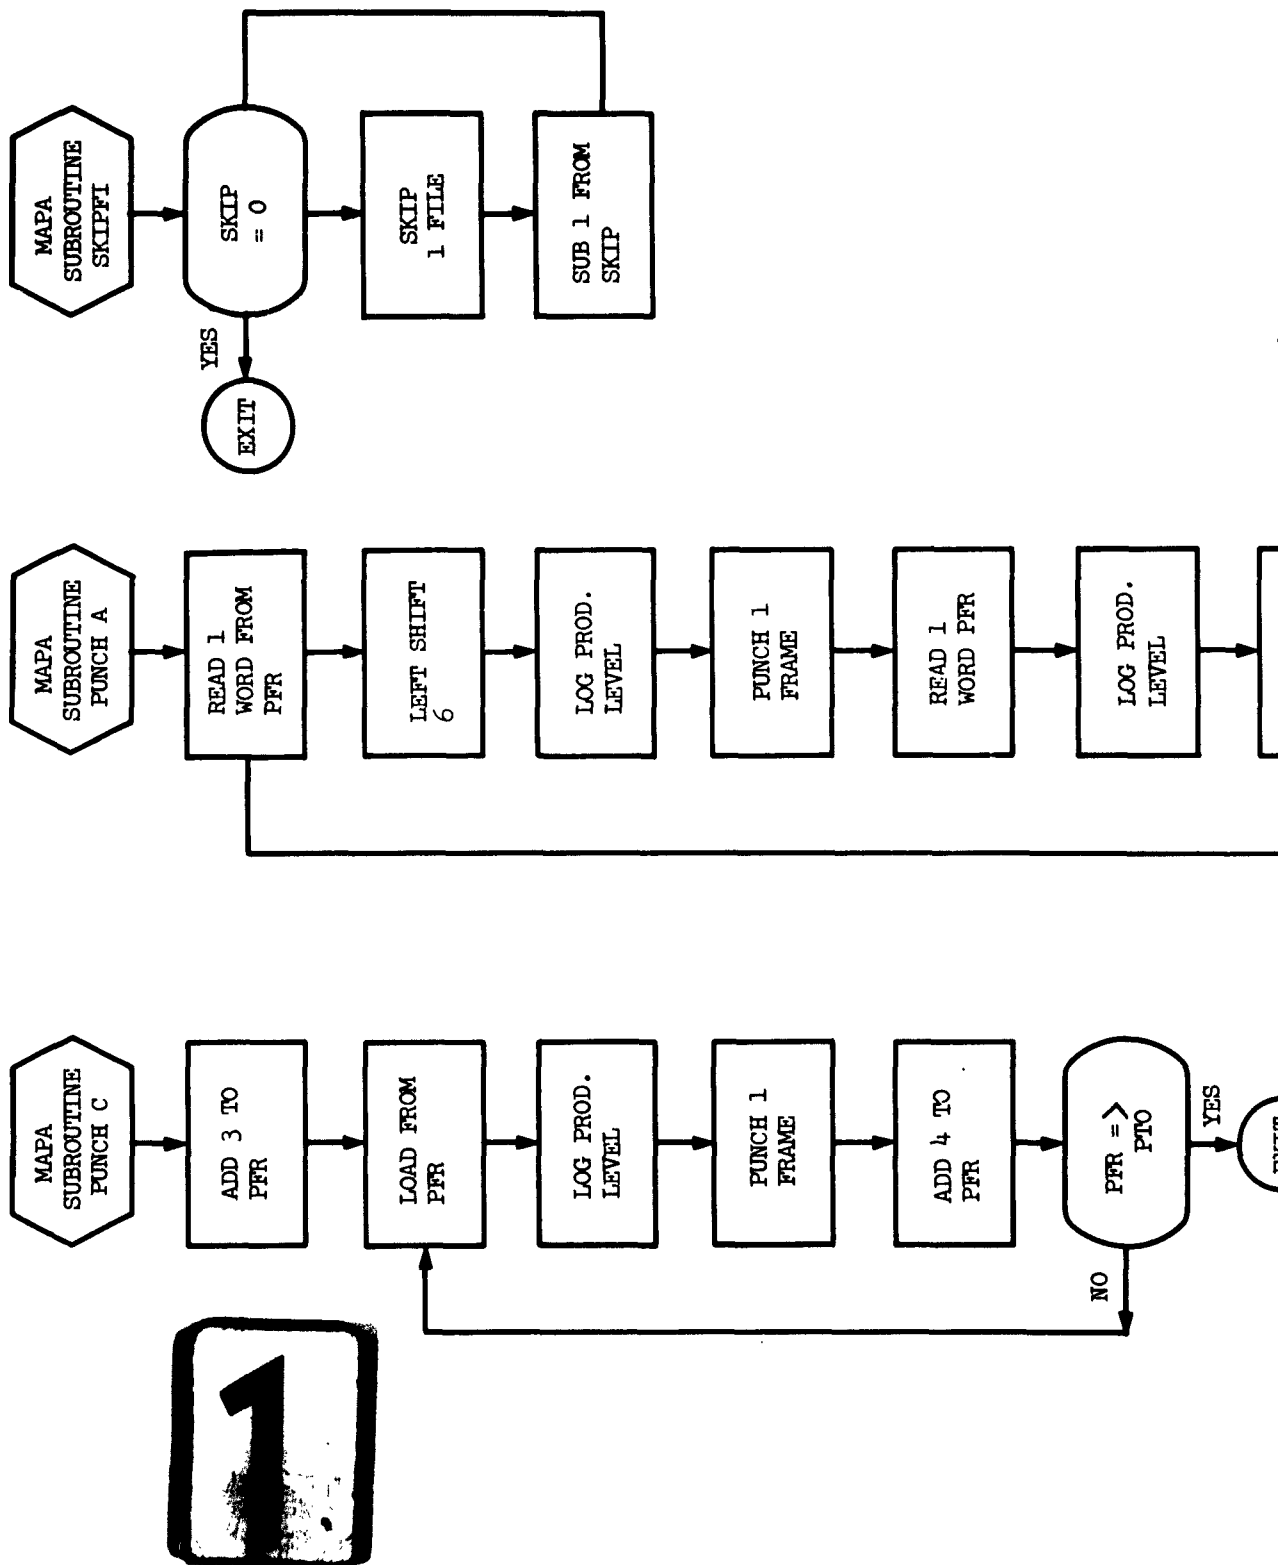 MAPA
SUBROUTINE
PUNCH C
ADD 3 TO
PFR
LOAD FROM
PFR
LOG PROD.
LEVEL
PUNCH 1
FRAME
ADD 4 TO
PFR
PFR =>
PTO
NO
YES
MAPA
SUBROUTINE
PUNCH A
READ 1
WORD FROM
PFR
LEFT SHIFT
6
LOG PROD.
LEVEL
PUNCH 1
FRAME
READ 1
WORD PFR
LOG PROD.
LEVEL
MAPA
SUBROUTINE
SKIPFI
SKIP
= 0
YES
EXIT
SKIP
1 FILE
SUB 1 FROM
SKIP
1